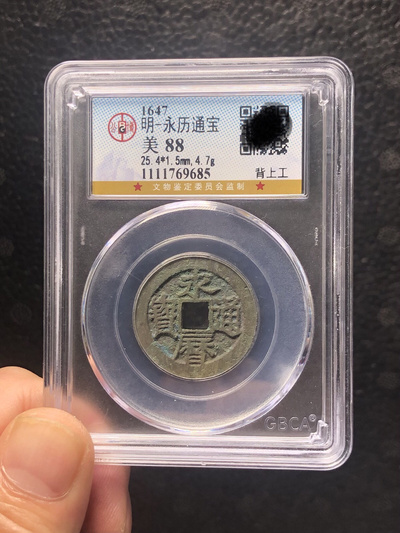 1647
明-永历通宝
美 88
25.4*1.5mm,4.7g
1111769685
背上工
★ 文物鉴定委员会监制 ★
永曆通寶
GBCA®